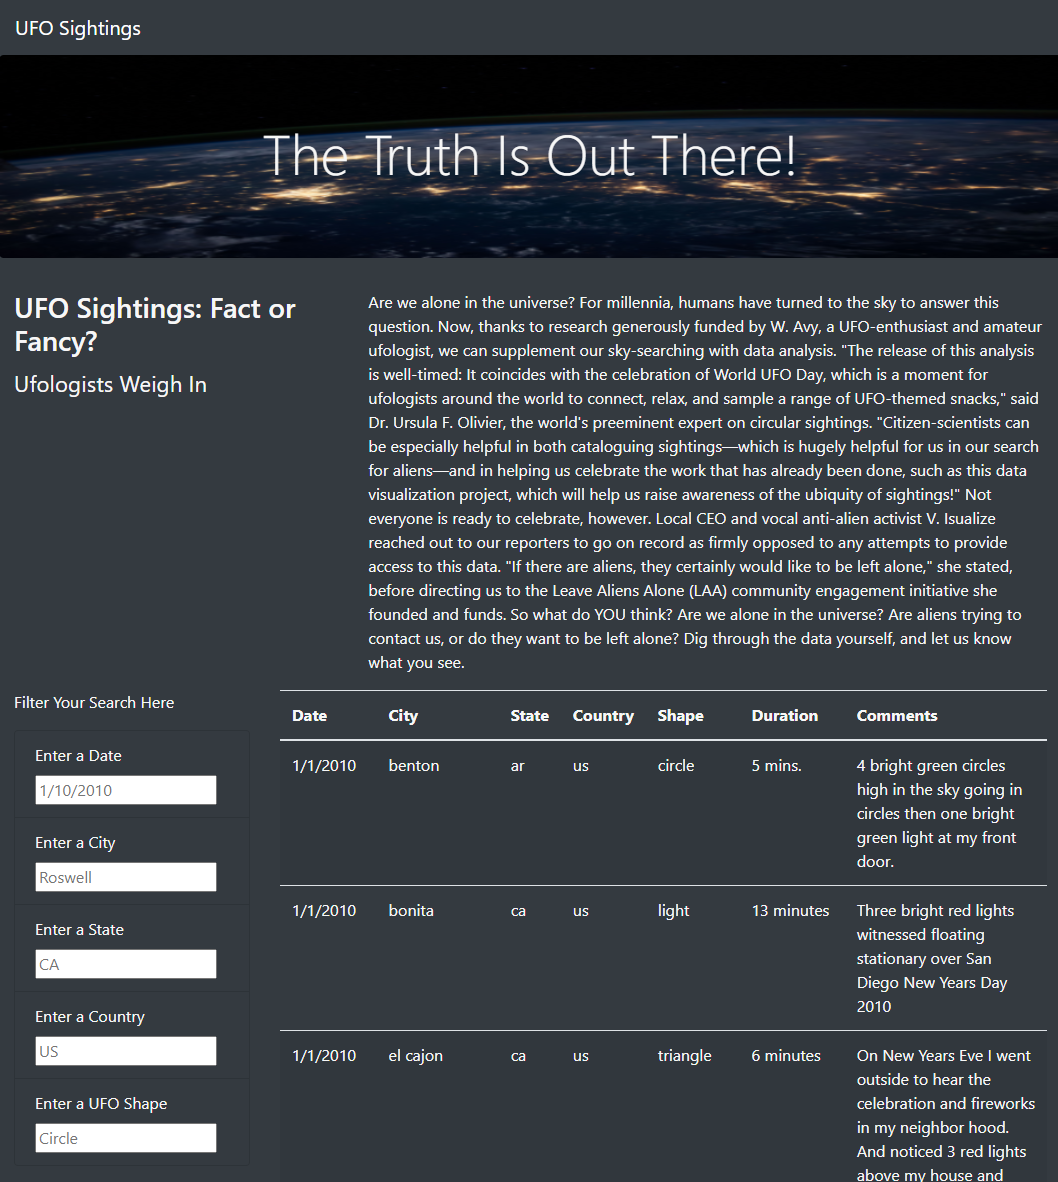 UFO Sightings
The Truth Is Out There!
UFO Sightings: Fact or
Fancy?
Ufologists Weigh In
Are we alone in the universe? For millennia, humans have turned to the sky to answer this
question. Now, thanks to research generously funded by W. Avy, a UFO-enthusiast and amateur
ufologist, we can supplement our sky-searching with data analysis. "The release of this analysis
is well-timed: It coincides with the celebration of World UFO Day, which is a moment for
ufologists around the world to connect, relax, and sample a range of UFO-themed snacks," said
Dr. Ursula F. Olivier, the world's preeminent expert on circular sightings. "Citizen-scientists can
be especially helpful in both cataloguing sightings—which is hugely helpful for us in our search
for aliens—and in helping us celebrate the work that has already been done, such as this data
visualization project, which will help us raise awareness of the ubiquity of sightings!" Not
everyone is ready to celebrate, however. Local CEO and vocal anti-alien activist V. Isualize
reached out to our reporters to go on record as firmly opposed to any attempts to provide
access to this data. "If there are aliens, they certainly would like to be left alone," she stated,
before directing us to the Leave Aliens Alone (LAA) community engagement initiative she
founded and funds. So what do YOU think? Are we alone in the universe? Are aliens trying to
contact us, or do they want to be left alone? Dig through the data yourself, and let us know
what you see.
Filter Your Search Here
Enter a Date
1/10/2010
Enter a City
Roswell
Enter a State
CA
Enter a Country
US
Enter a UFO Shape
Circle
Date City State Country Shape Duration Comments
1/1/2010 benton ar us circle 5 mins. 4 bright green circles
high in the sky going in
circles then one bright
green light at my front
door.
1/1/2010 bonita ca us light 13 minutes Three bright red lights
witnessed floating
stationary over San
Diego New Years Day
2010
1/1/2010 el cajon ca us triangle 6 minutes On New Years Eve I went
outside to hear the
celebration and fireworks
in my neighbor hood.
And noticed 3 red lights
above my house and